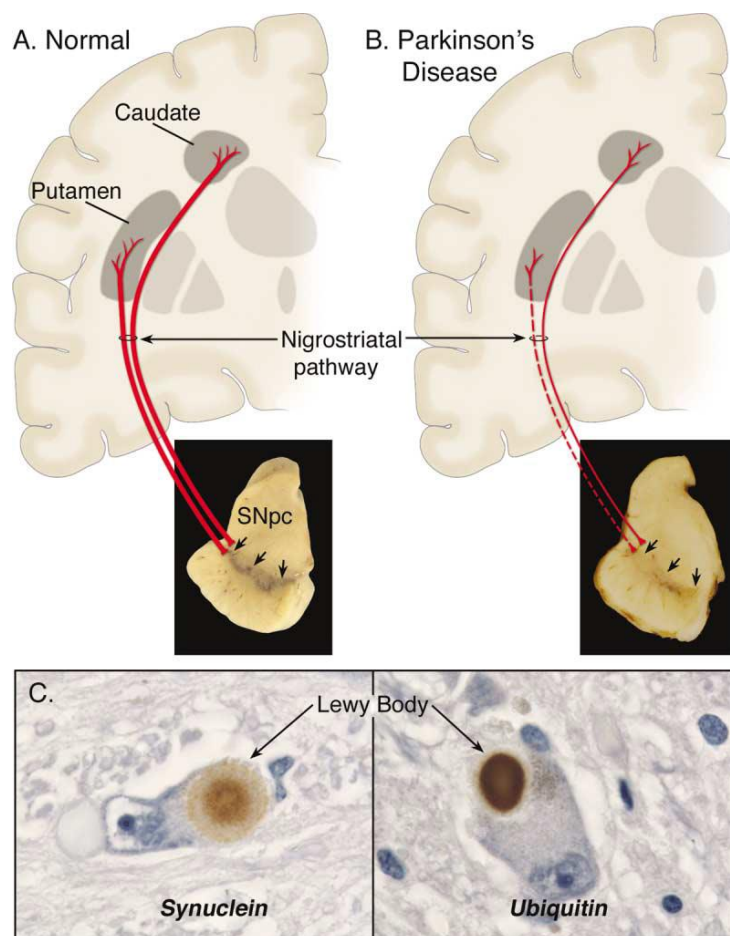 A. Normal
B. Parkinson's
Disease
Caudate
Putamen
Nigrostriatal
pathway
SNpc
C.
Lewy Body
Synuclein
Ubiquitin